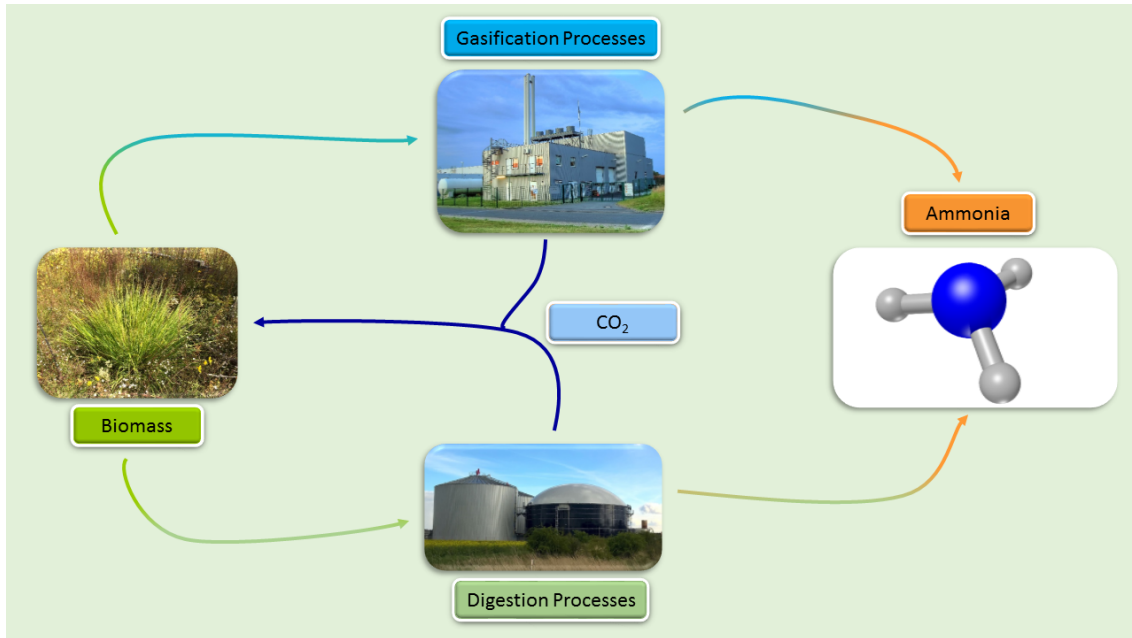 Gasification Processes
Ammonia
CO₂
Biomass
Digestion Processes